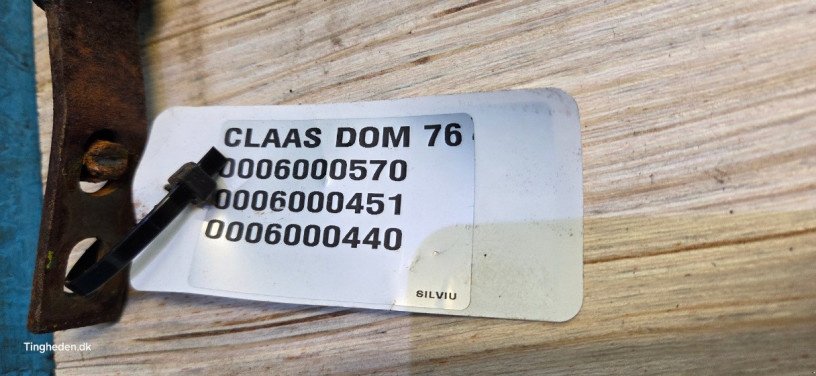 CLAAS DOM 76
0006000570
0006000451
0006000440
SILVIU
Tingheden.dk